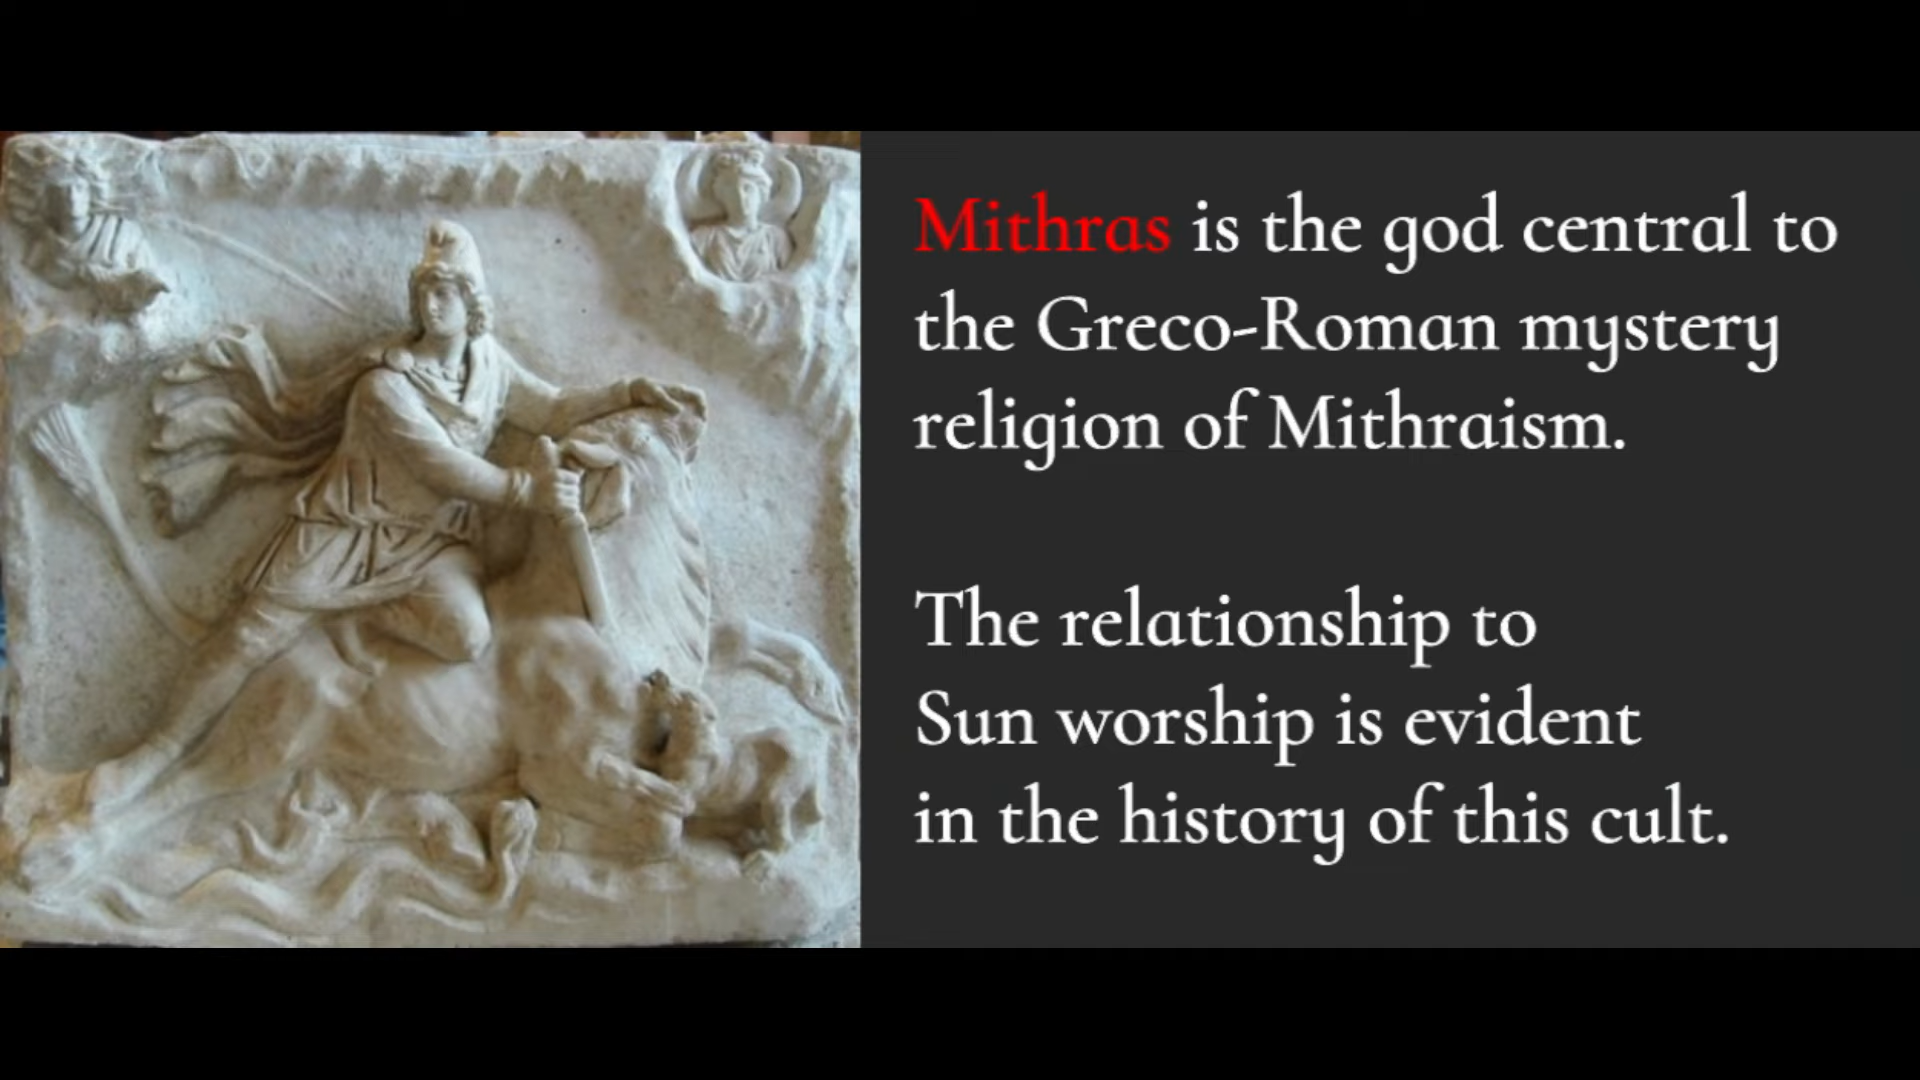 Mithras is the god central to
the Greco-Roman mystery
religion of Mithraism.
The relationship to
Sun worship is evident
in the history of this cult.